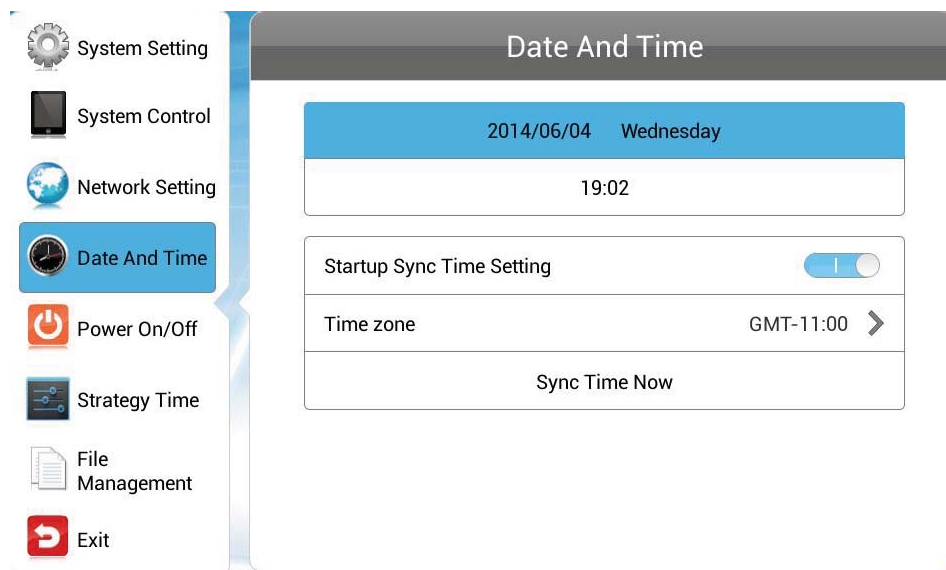 System Setting
System Control
Network Setting
Date And Time
Power On/Off
Strategy Time
File
Management
Exit
Date And Time
2014/06/04 Wednesday
19:02
Startup Sync Time Setting
Time zone GMT-11:00
Sync Time Now